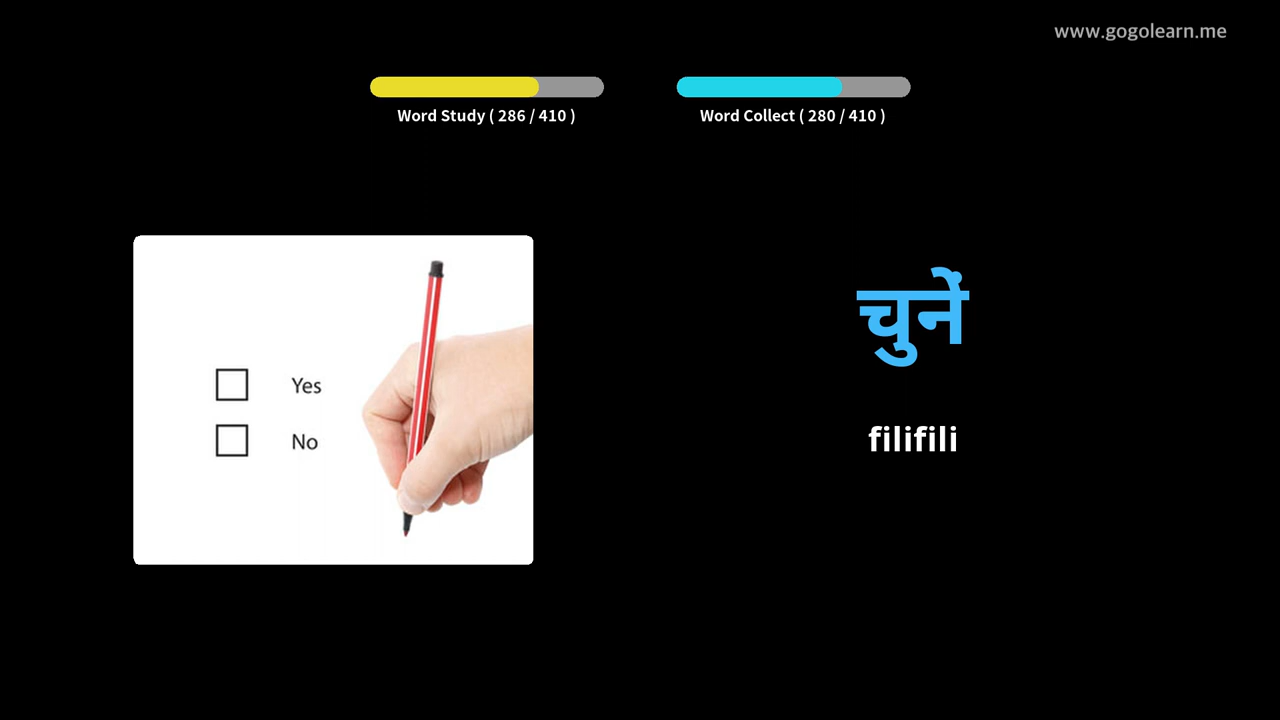 www.gogolearn.me
Word Study ( 286 / 410 )
Word Collect ( 280 / 410 )
Yes
No
चुनें
filifili